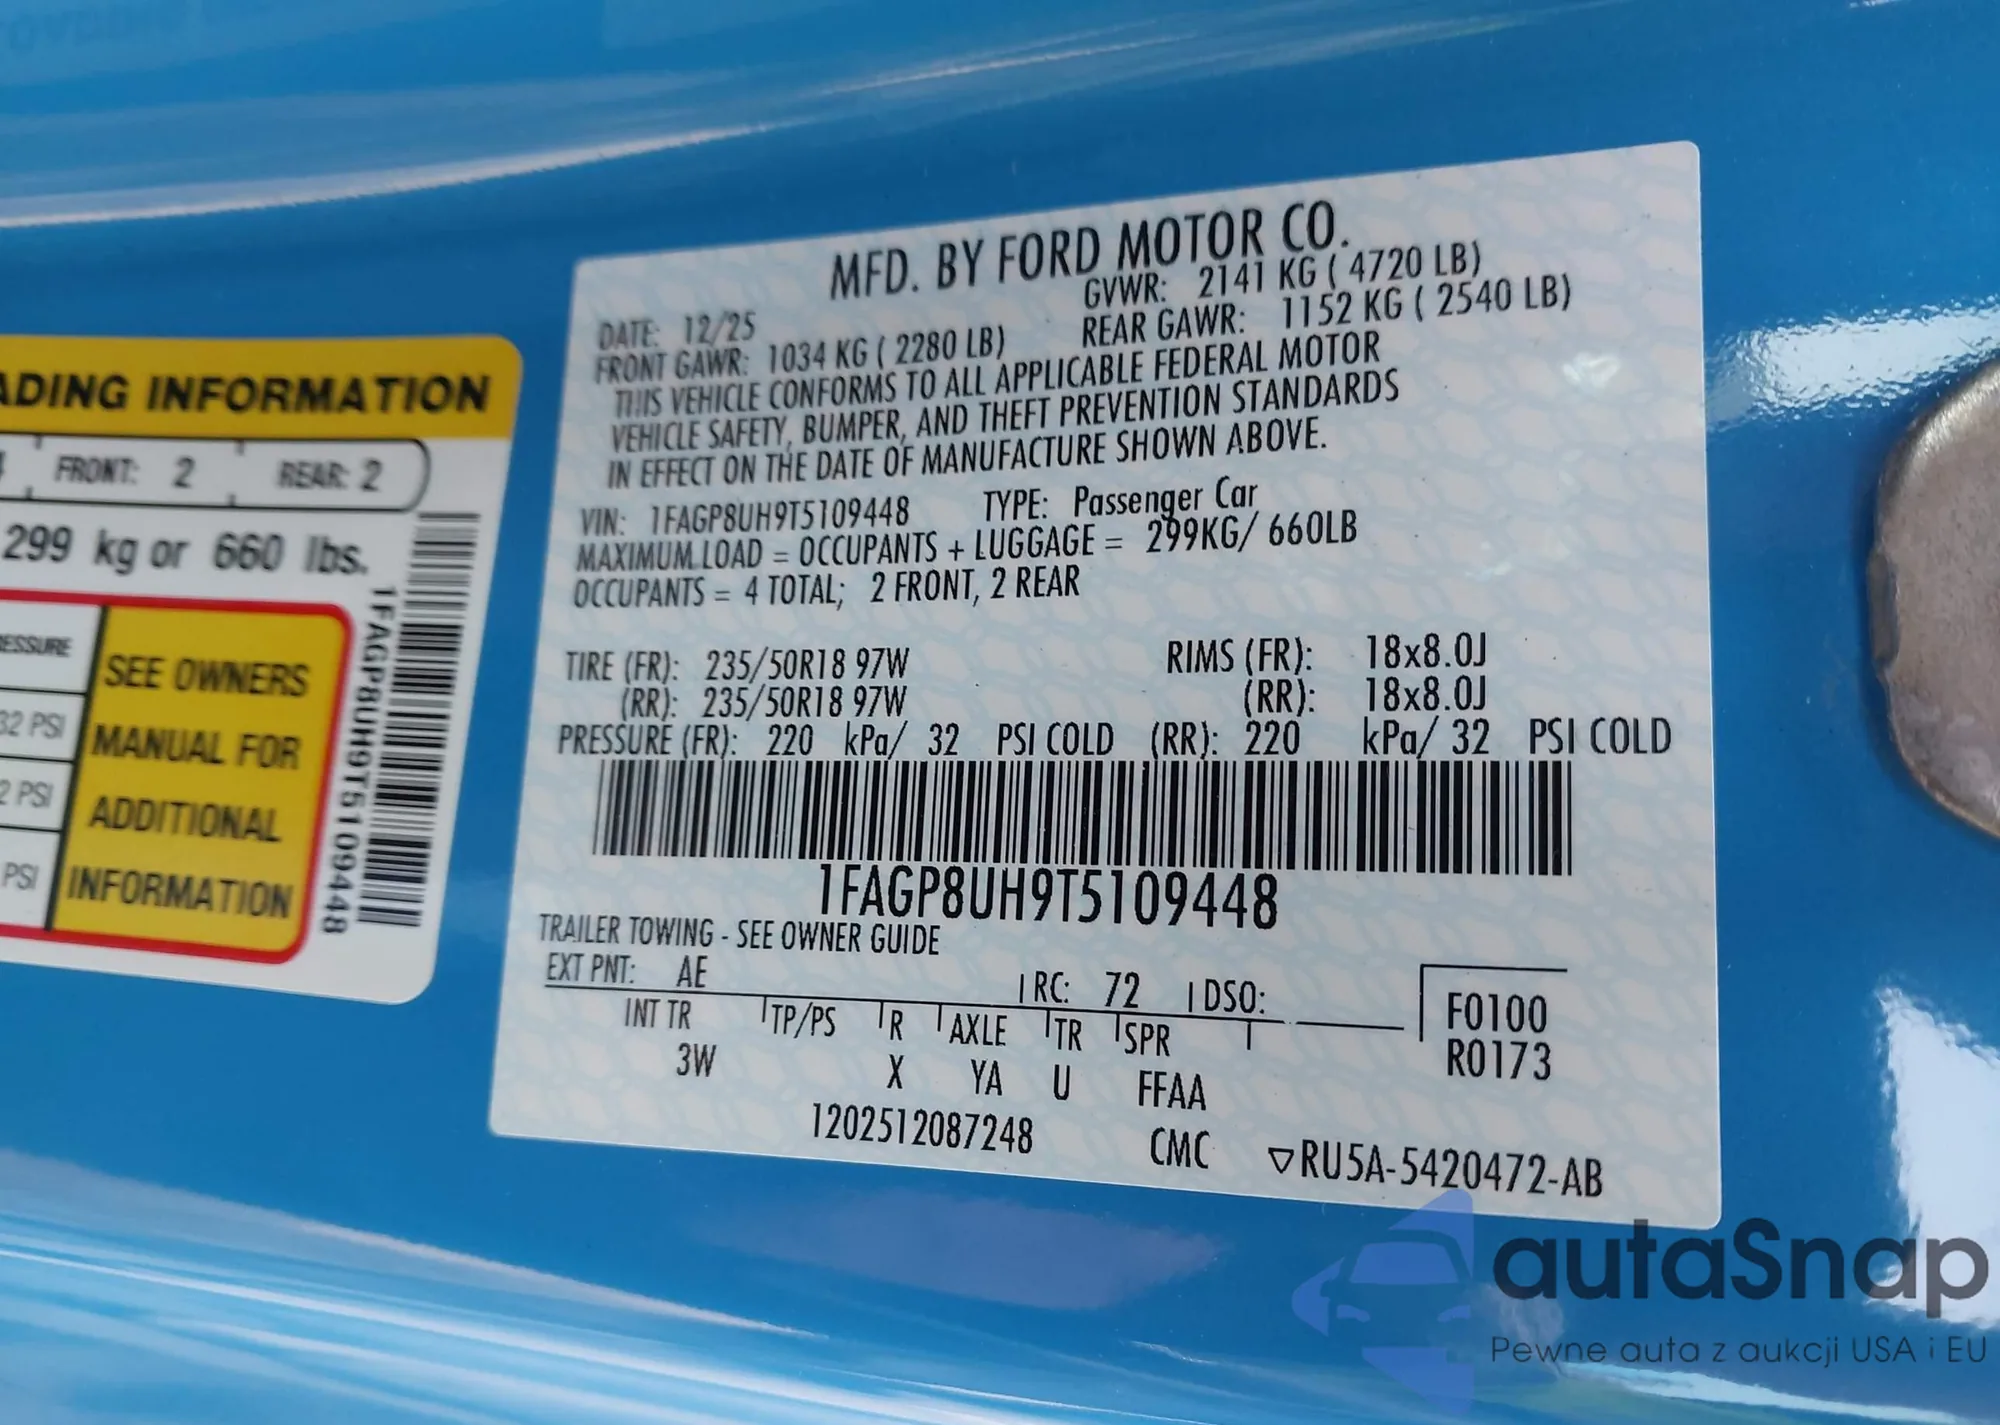 ADING INFORMATION
FRONT: 2 REAR: 2
299 kg or 660 lbs.
ESSURE
32 PSI
2 PSI
PSI
SEE OWNERS
MANUAL FOR
ADDITIONAL
INFORMATION
1FAGP8UH9T5109448
MFD. BY FORD MOTOR CO.
DATE: 12/25 GVWR: 2141 KG ( 4720 LB)
FRONT GAWR: 1034 KG ( 2280 LB) REAR GAWR: 1152 KG ( 2540 LB)
THIS VEHICLE CONFORMS TO ALL APPLICABLE FEDERAL MOTOR
VEHICLE SAFETY, BUMPER, AND THEFT PREVENTION STANDARDS
IN EFFECT ON THE DATE OF MANUFACTURE SHOWN ABOVE.
VIN: 1FAGP8UH9T5109448 TYPE: Passenger Car
MAXIMUM LOAD = OCCUPANTS + LUGGAGE = 299KG/ 660LB
OCCUPANTS = 4 TOTAL; 2 FRONT, 2 REAR
TIRE (FR): 235/50R18 97W RIMS (FR): 18x8.0J
(RR): 235/50R18 97W (RR): 18x8.0J
PRESSURE (FR): 220 kPa/ 32 PSI COLD (RR): 220 kPa/ 32 PSI COLD
1FAGP8UH9T5109448
TRAILER TOWING - SEE OWNER GUIDE
EXT PNT: AE RC: 72 DSO:
INT TR TP/PS R AXLE TR SPR
3W X YA U FFAA
F0100
R0173
1202512087248 CMC ▽RU5A-5420472-AB
autaSnap
Pewne auta z aukcji USA i EU